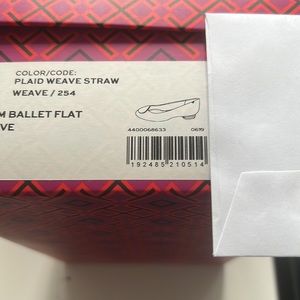 COLOR/CODE:
PLAID WEAVE STRAW
WEAVE / 254
M BALLET FLAT
VE
4400068633 0619
192485210514